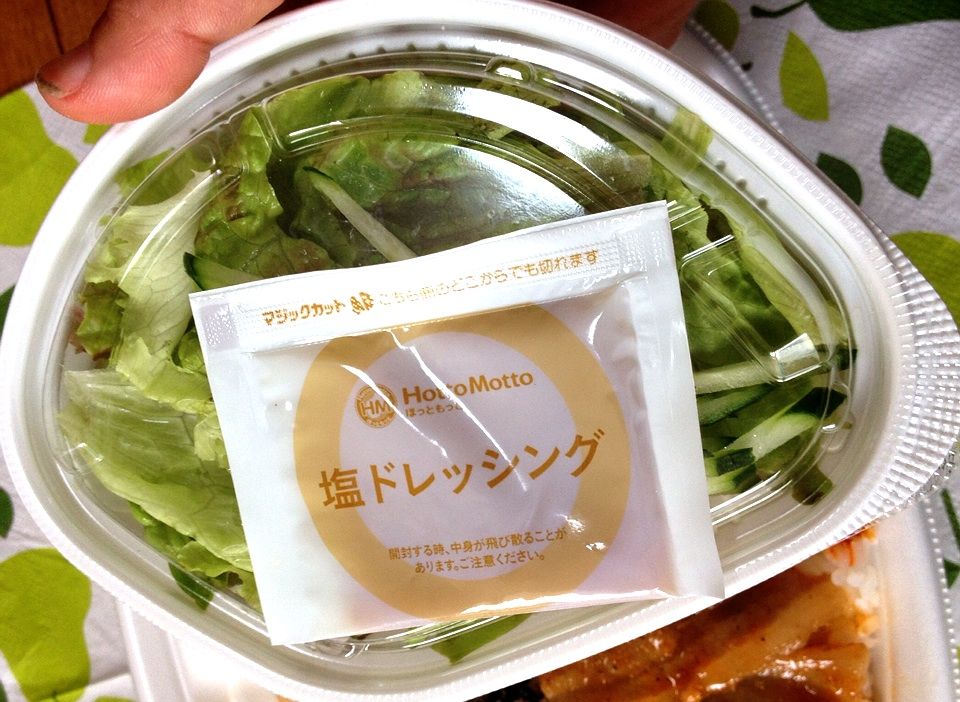 マジックカット こちら側のどこからでも切れます
HM
HottoMotto
ほっともっと
塩ドレッシング
開封する時、中身が飛び散ることが
あります。ご注意ください。